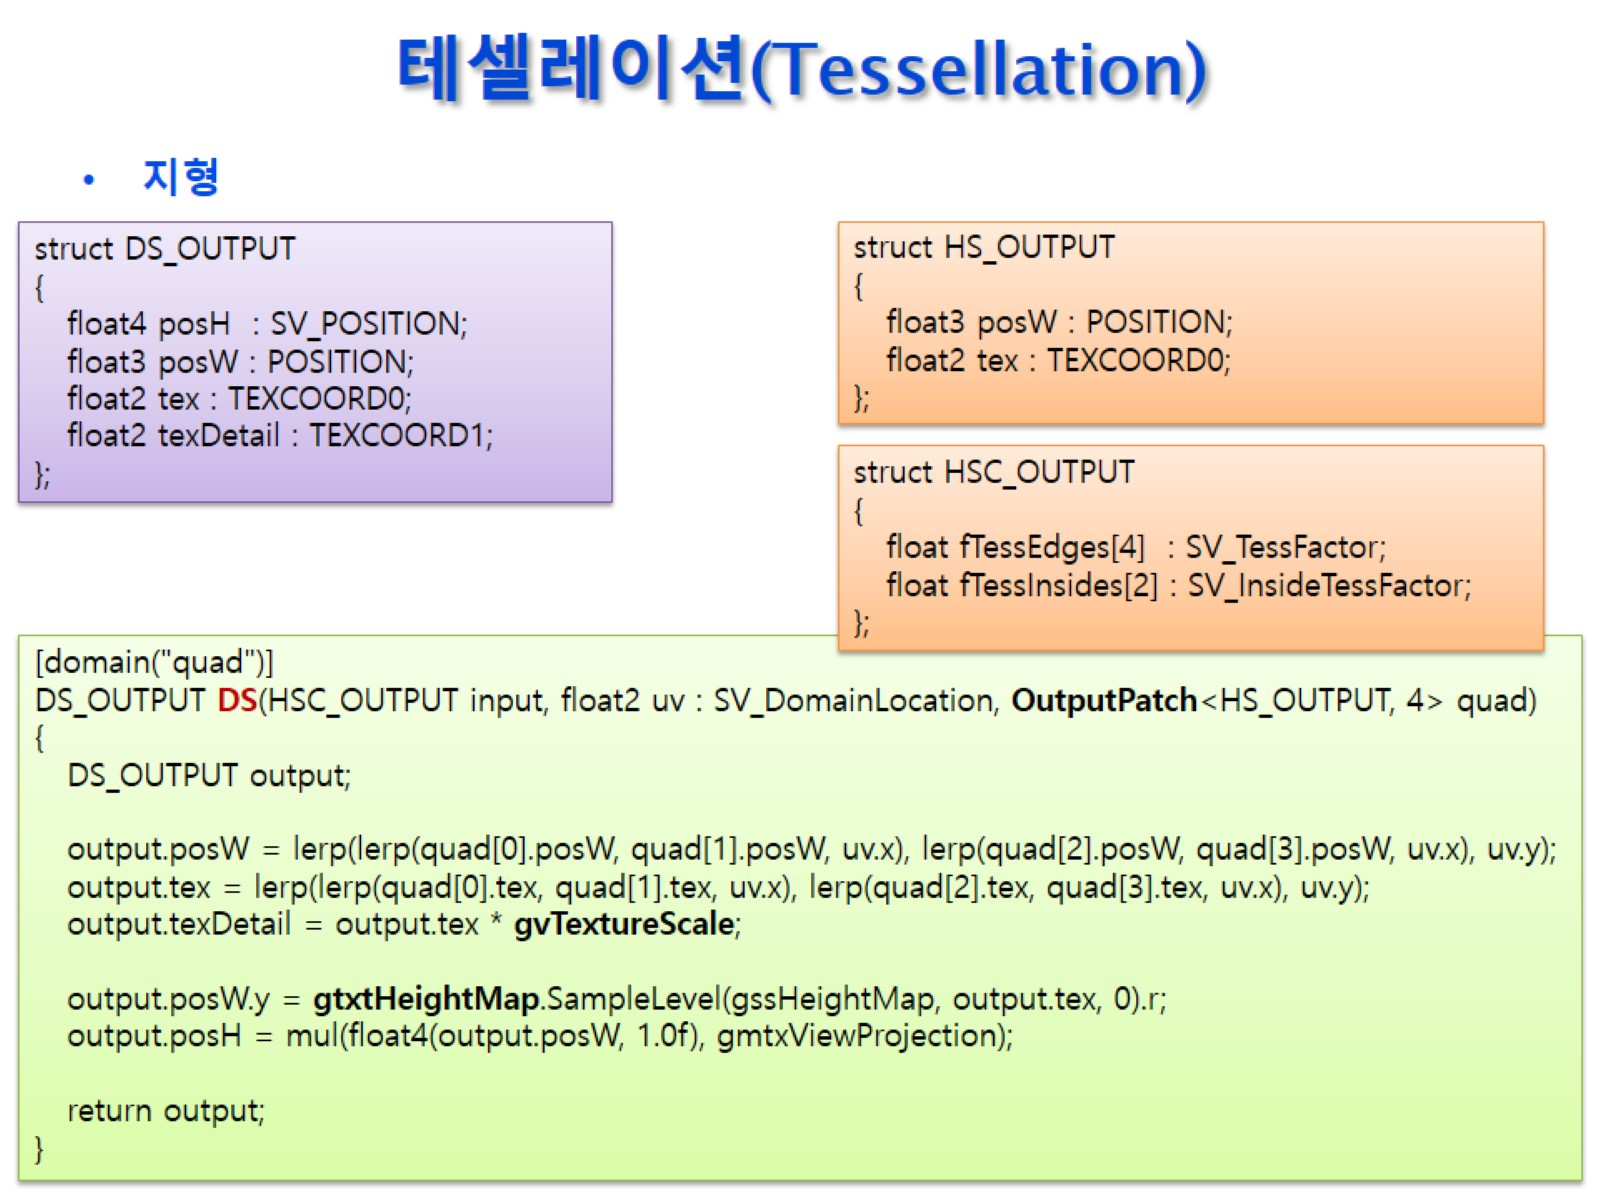 테셀레이션(Tessellation)
• 지형
struct DS_OUTPUT
{
float4 posH : SV_POSITION;
float3 posW : POSITION;
float2 tex : TEXCOORD0;
float2 texDetail : TEXCOORD1;
};
struct HS_OUTPUT
{
float3 posW : POSITION;
float2 tex : TEXCOORD0;
};
struct HSC_OUTPUT
{
float fTessEdges[4] : SV_TessFactor;
float fTessInsides[2] : SV_InsideTessFactor;
};
[domain("quad")]
DS_OUTPUT DS(HSC_OUTPUT input, float2 uv : SV_DomainLocation, OutputPatch<HS_OUTPUT, 4> quad)
{
DS_OUTPUT output;
output.posW = lerp(lerp(quad[0].posW, quad[1].posW, uv.x), lerp(quad[2].posW, quad[3].posW, uv.x), uv.y);
output.tex = lerp(lerp(quad[0].tex, quad[1].tex, uv.x), lerp(quad[2].tex, quad[3].tex, uv.x), uv.y);
output.texDetail = output.tex * gvTextureScale;
output.posW.y = gtxtHeightMap.SampleLevel(gssHeightMap, output.tex, 0).r;
output.posH = mul(float4(output.posW, 1.0f), gmtxViewProjection);
return output;
}